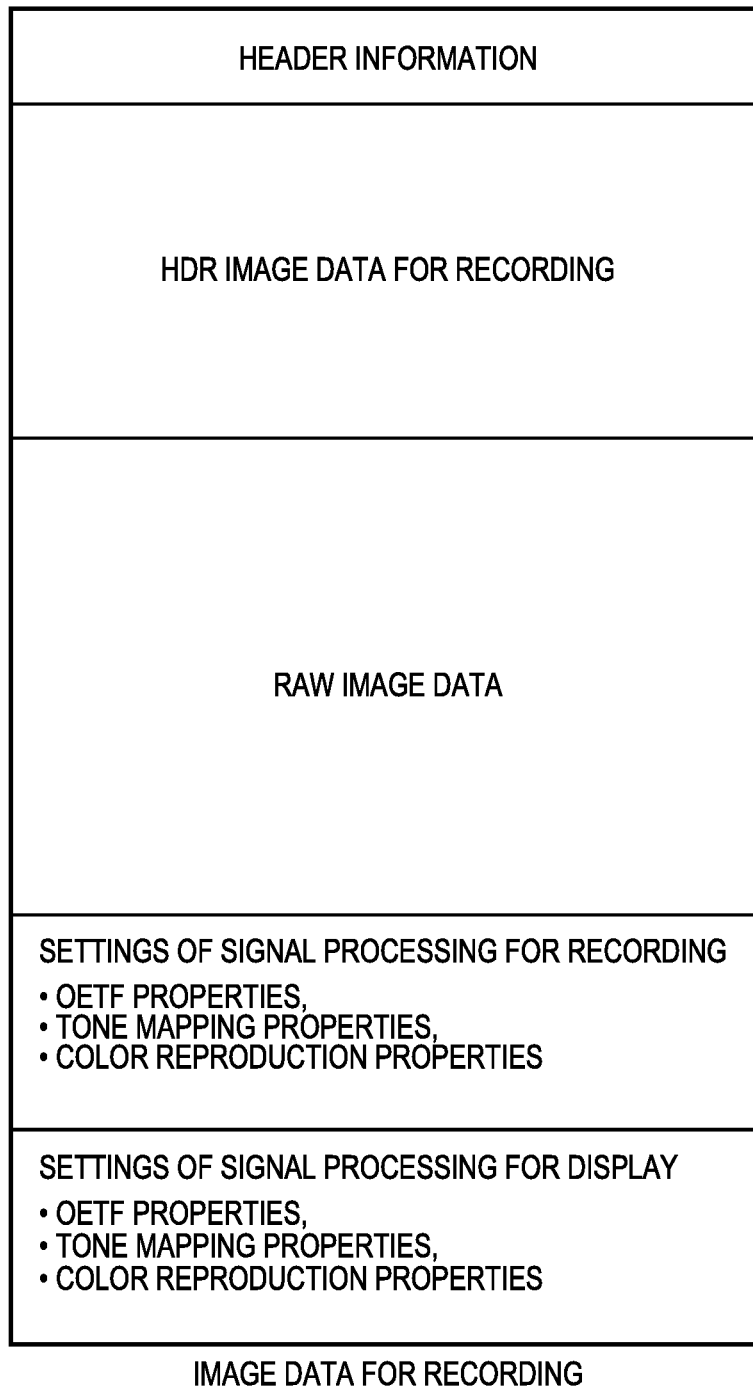 HEADER INFORMATION
HDR IMAGE DATA FOR RECORDING
RAW IMAGE DATA
SETTINGS OF SIGNAL PROCESSING FOR RECORDING
• OETF PROPERTIES,
• TONE MAPPING PROPERTIES,
• COLOR REPRODUCTION PROPERTIES
SETTINGS OF SIGNAL PROCESSING FOR DISPLAY
• OETF PROPERTIES,
• TONE MAPPING PROPERTIES,
• COLOR REPRODUCTION PROPERTIES
IMAGE DATA FOR RECORDING